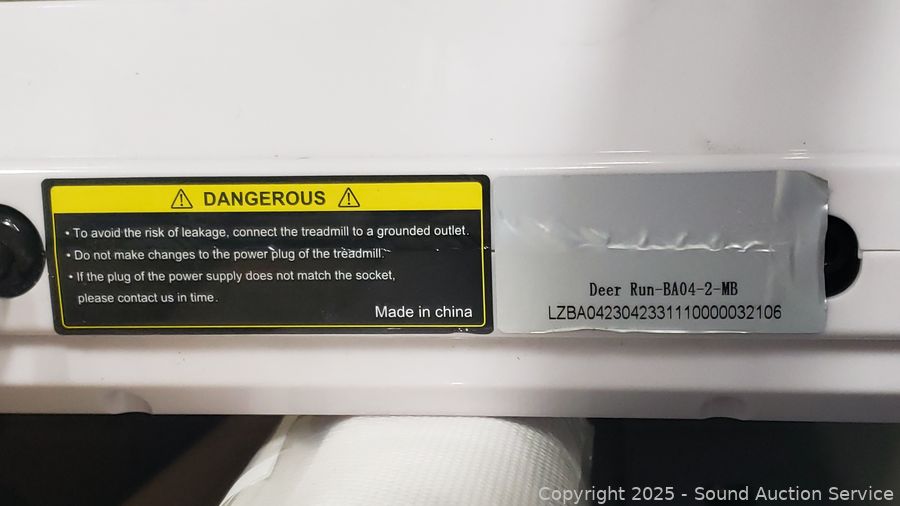 DANGEROUS
• To avoid the risk of leakage, connect the treadmill to a grounded outlet.
• Do not make changes to the power plug of the treadmill.
• If the plug of the power supply does not match the socket,
please contact us in time.
Made in china
Deer Run-BA04-2-MB
LZBA0423042331110000032106
Copyright 2025 - Sound Auction Service